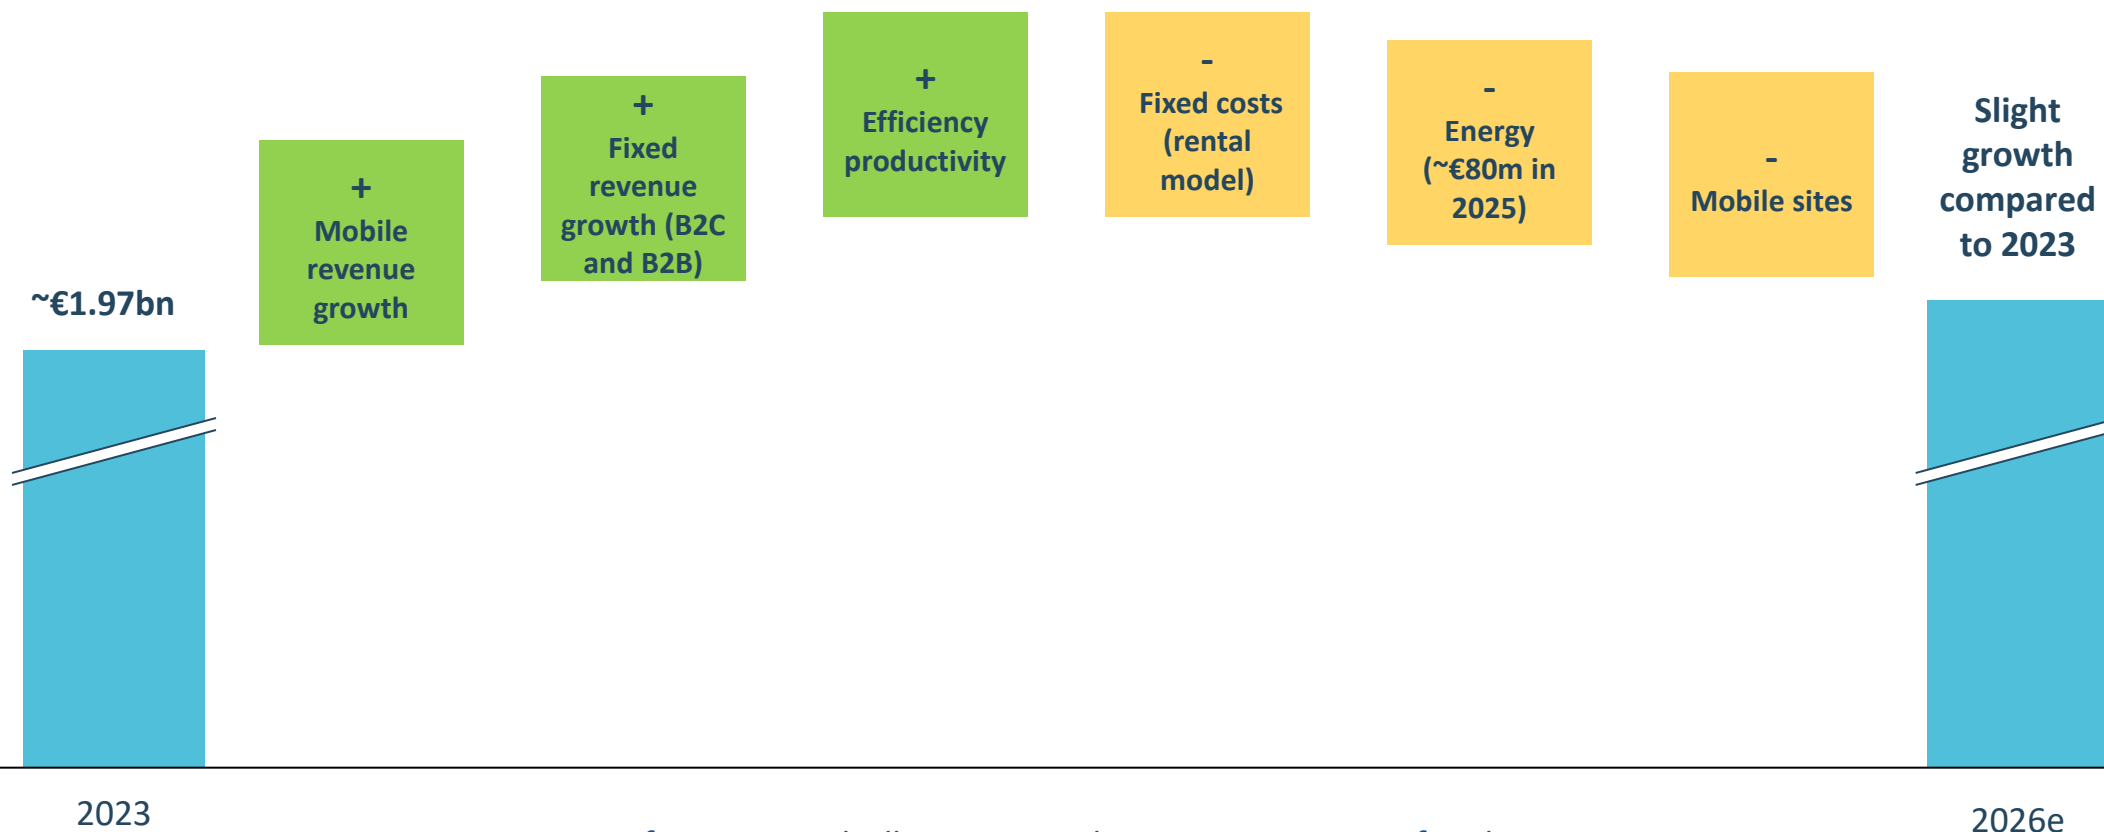 ~€1.97bn
+
Mobile
revenue
growth
+
Fixed
revenue
growth (B2C
and B2B)
+
Efficiency
productivity
-
Fixed costs
(rental
model)
-
Energy
(~€80m in
2025)
-
Mobile sites
Slight
growth
compared
to 2023
2023
2026e